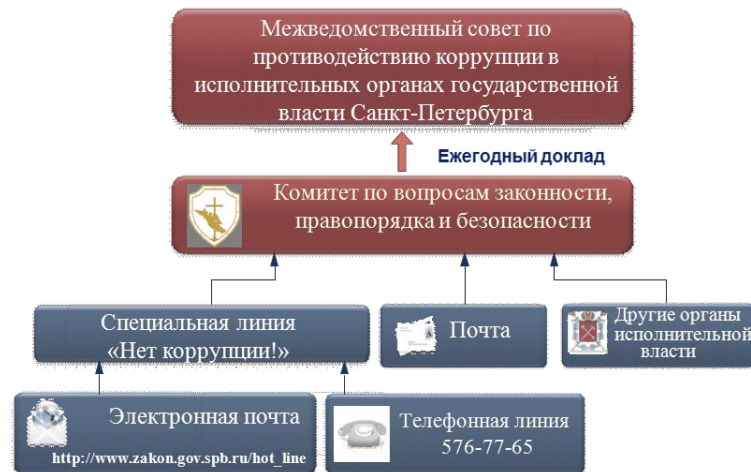 Межведомственный совет по
противодействию коррупции в
исполнительных органах государственной
власти Санкт-Петербурга
Ежегодный доклад
Комитет по вопросам законности,
правопорядка и безопасности
Специальная линия
«Нет коррупции!»
Почта
Другие органы
исполнительной
власти
Электронная почта
http://www.zakon.gov.spb.ru/hot_line
Телефонная линия
576-77-65